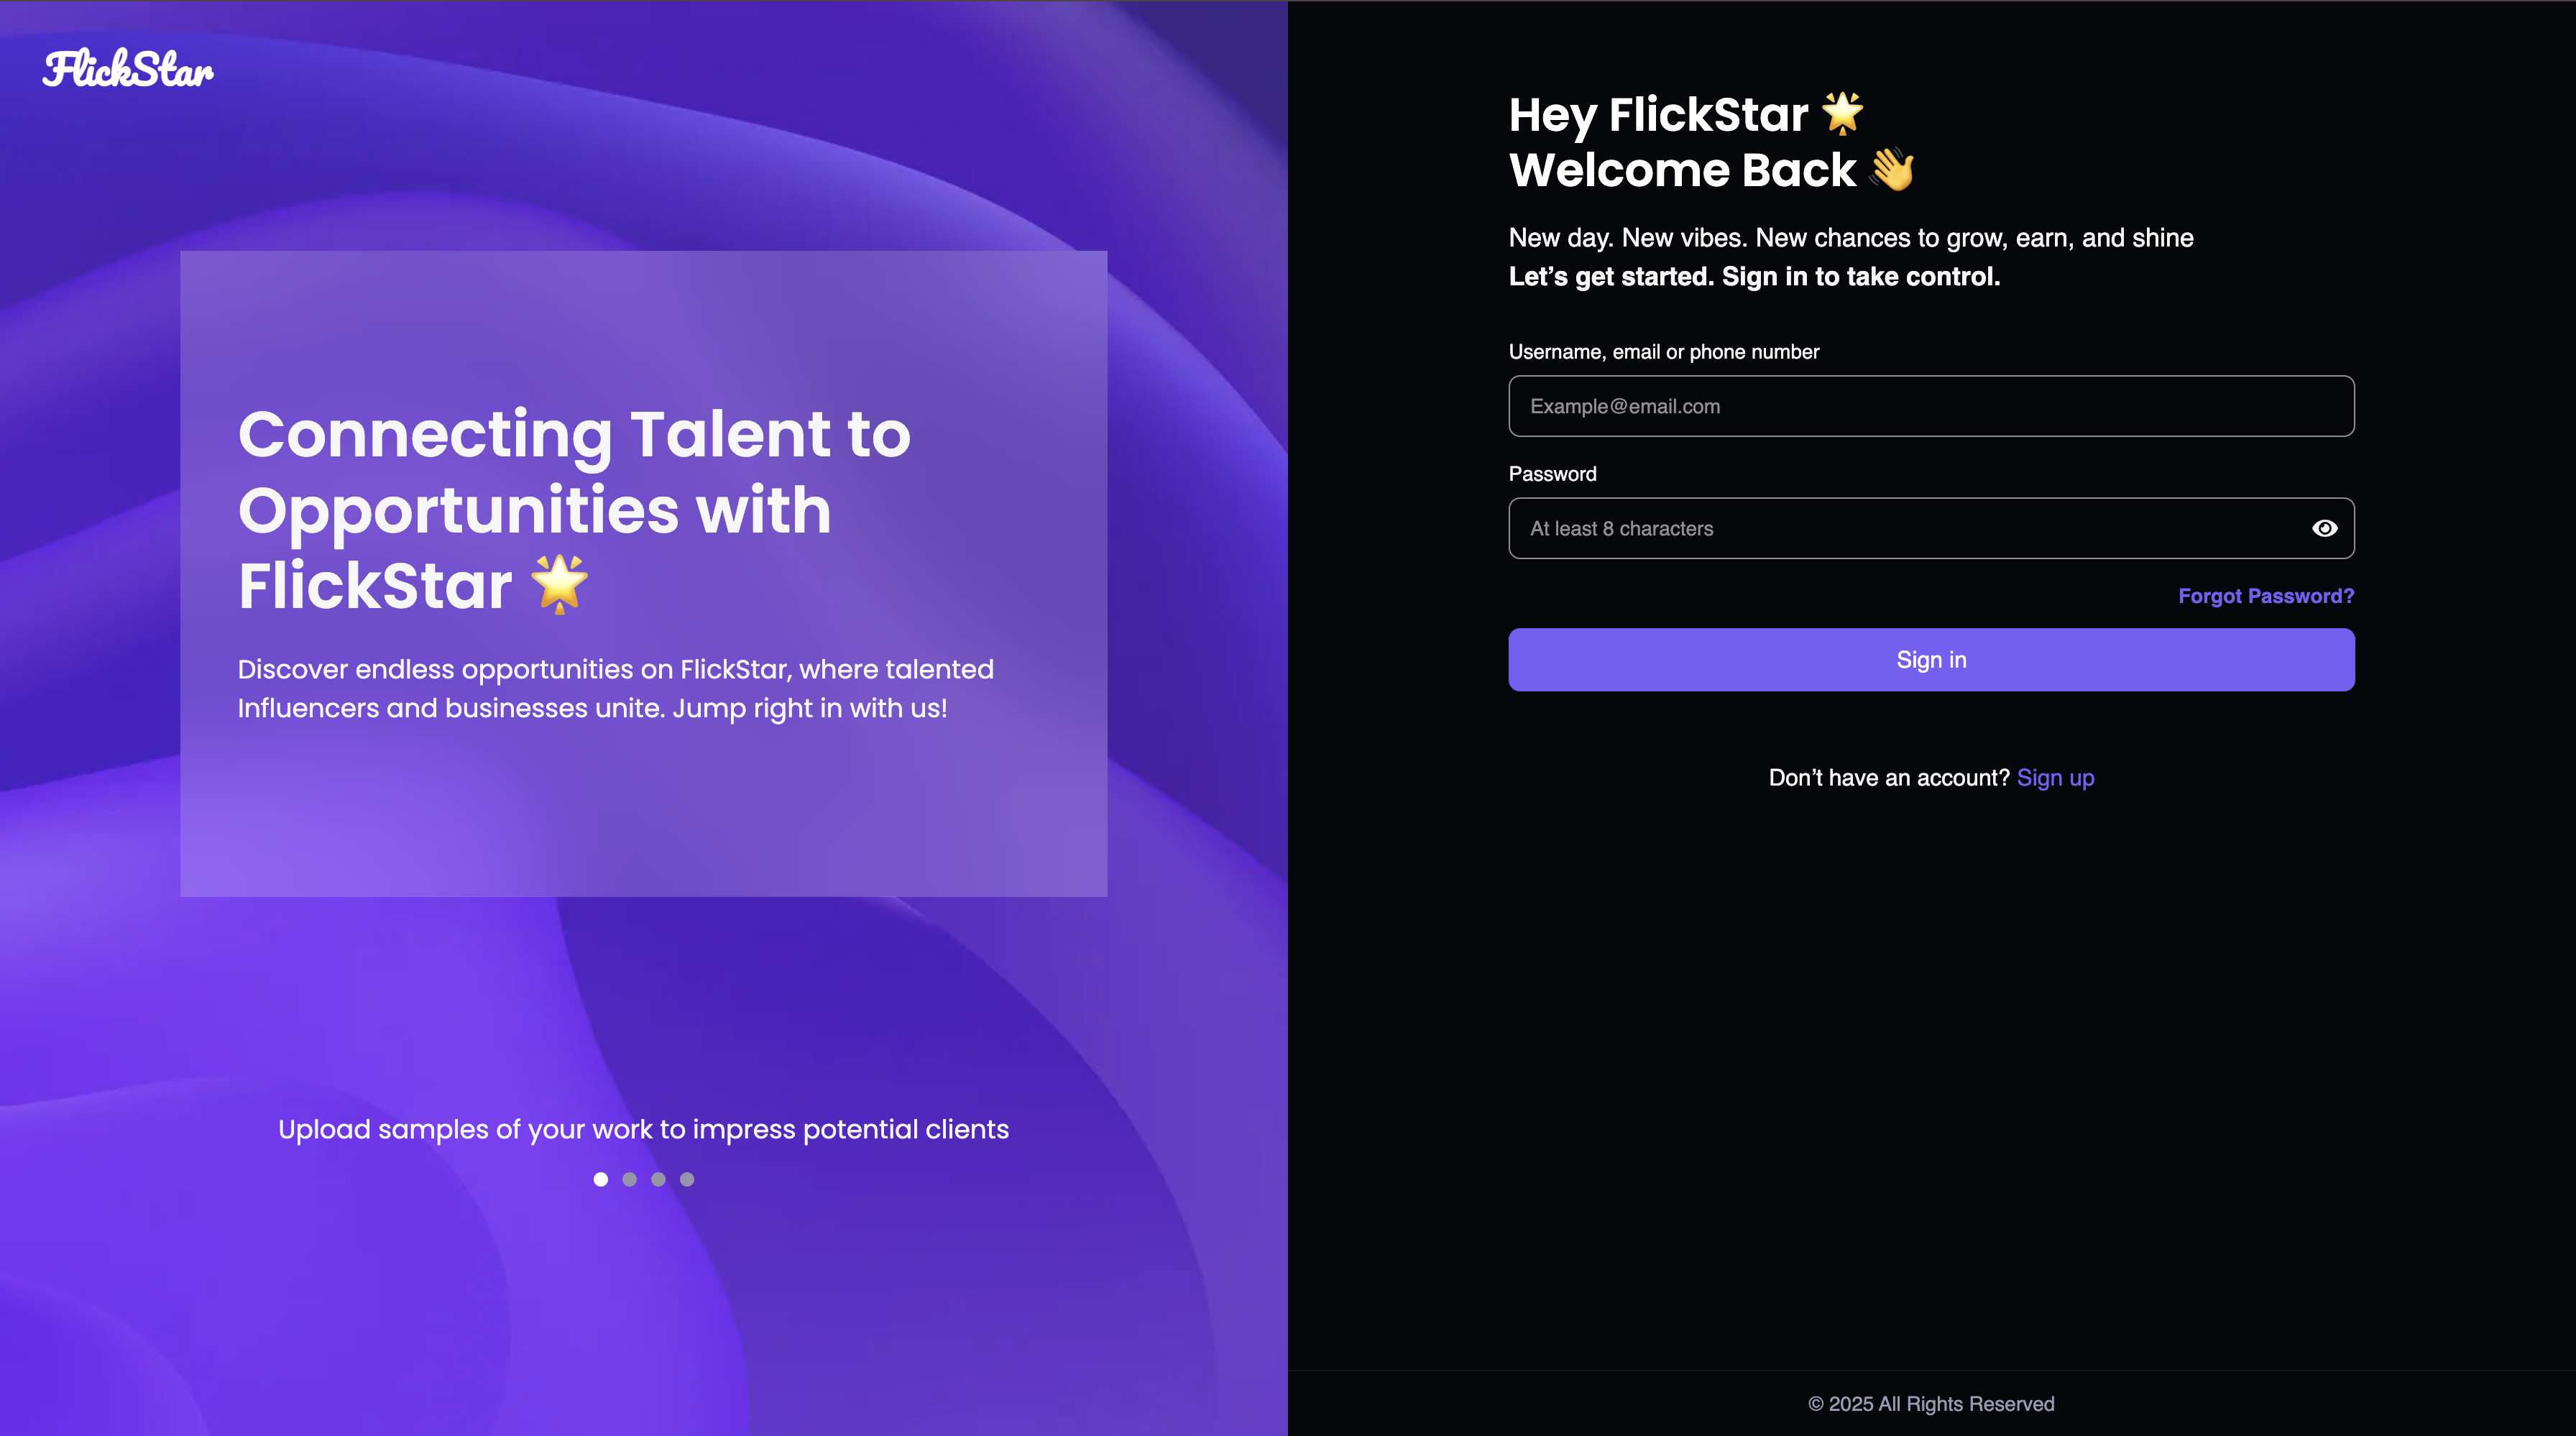 FlickStar
Connecting Talent to
Opportunities with
FlickStar 🌟
Discover endless opportunities on FlickStar, where talented
Influencers and businesses unite. Jump right in with us!
Upload samples of your work to impress potential clients
Hey FlickStar 🌟
Welcome Back 👋
New day. New vibes. New chances to grow, earn, and shine
Let’s get started. Sign in to take control.
Username, email or phone number
Example@email.com
Password
At least 8 characters
Forgot Password?
Sign in
Don’t have an account? Sign up
© 2025 All Rights Reserved